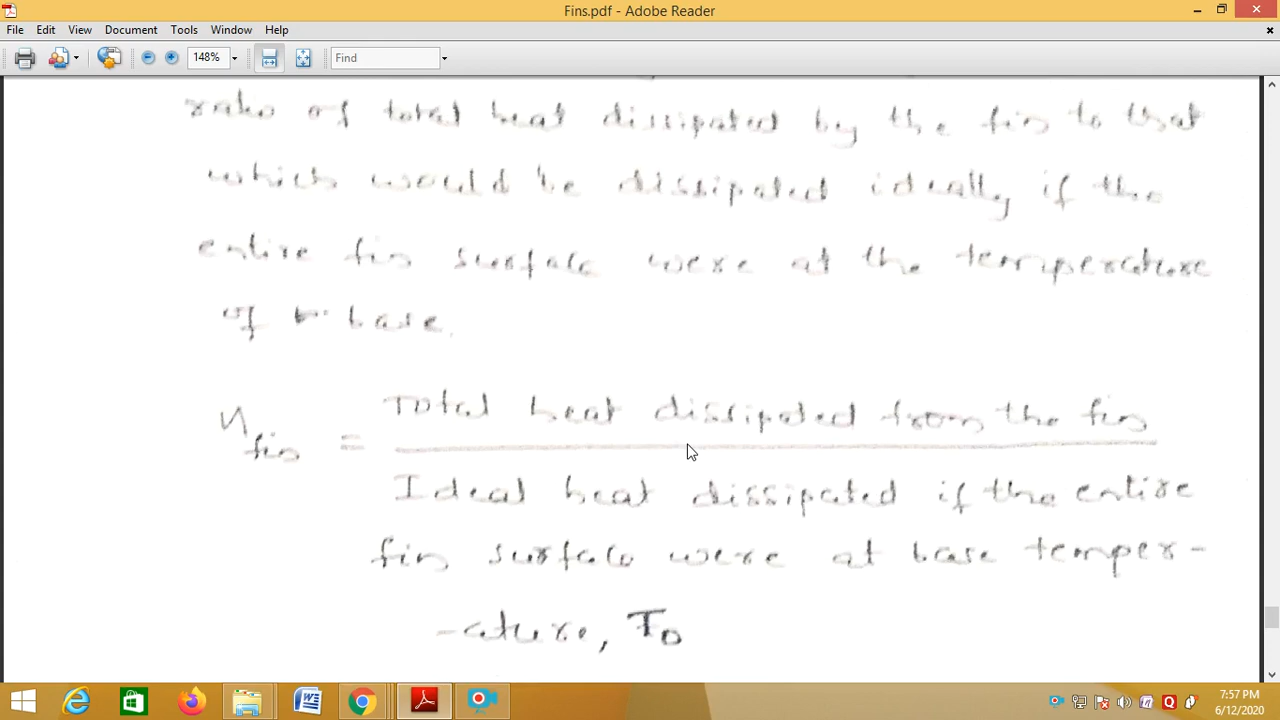 Fins.pdf - Adobe Reader
File Edit View Document Tools Window Help
148% Find
ratio of total heat dissipated by the fin to that
which would be dissipated ideally if the
entire fin surface were at the temperature
of base.
η fin = Total heat dissipated from the fin
Ideal heat dissipated if the entire
fin surface were at base temper-
-ature, T0
7:57 PM
6/12/2020